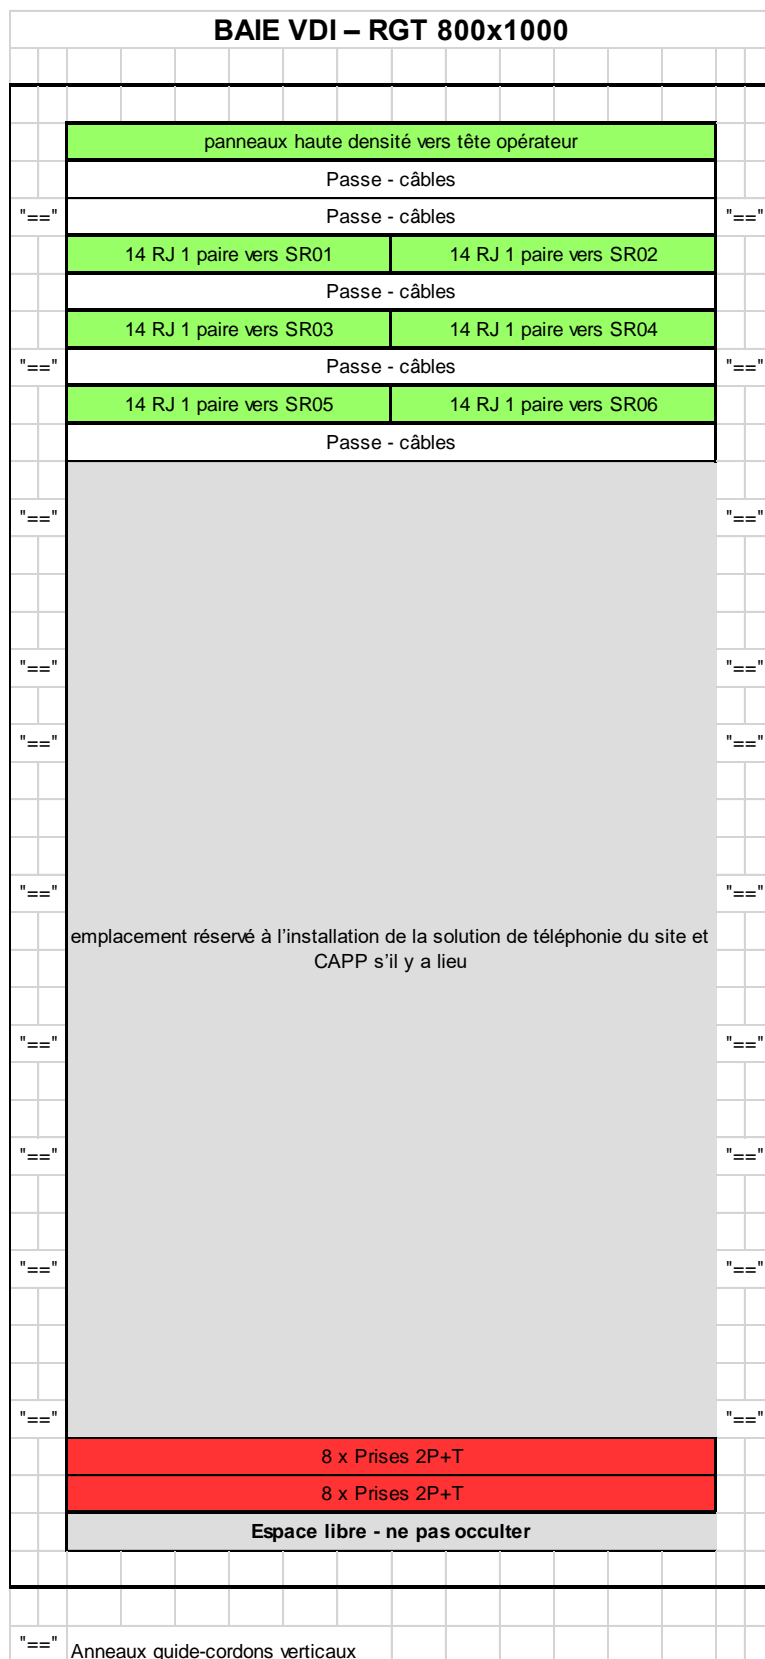 BAIE VDI – RGT 800x1000
panneaux haute densité vers tête opérateur
Passe - câbles
"==" Passe - câbles "=="
14 RJ 1 paire vers SR01 14 RJ 1 paire vers SR02
Passe - câbles
14 RJ 1 paire vers SR03 14 RJ 1 paire vers SR04
"==" Passe - câbles "=="
14 RJ 1 paire vers SR05 14 RJ 1 paire vers SR06
Passe - câbles
"==" "=="
"==" "=="
"==" "=="
"==" "=="
emplacement réservé à l’installation de la solution de téléphonie du site et
CAPP s’il y a lieu
"==" "=="
"==" "=="
"==" "=="
"==" "=="
8 x Prises 2P+T
8 x Prises 2P+T
Espace libre - ne pas occulter
"==" Anneaux guide-cordons verticaux